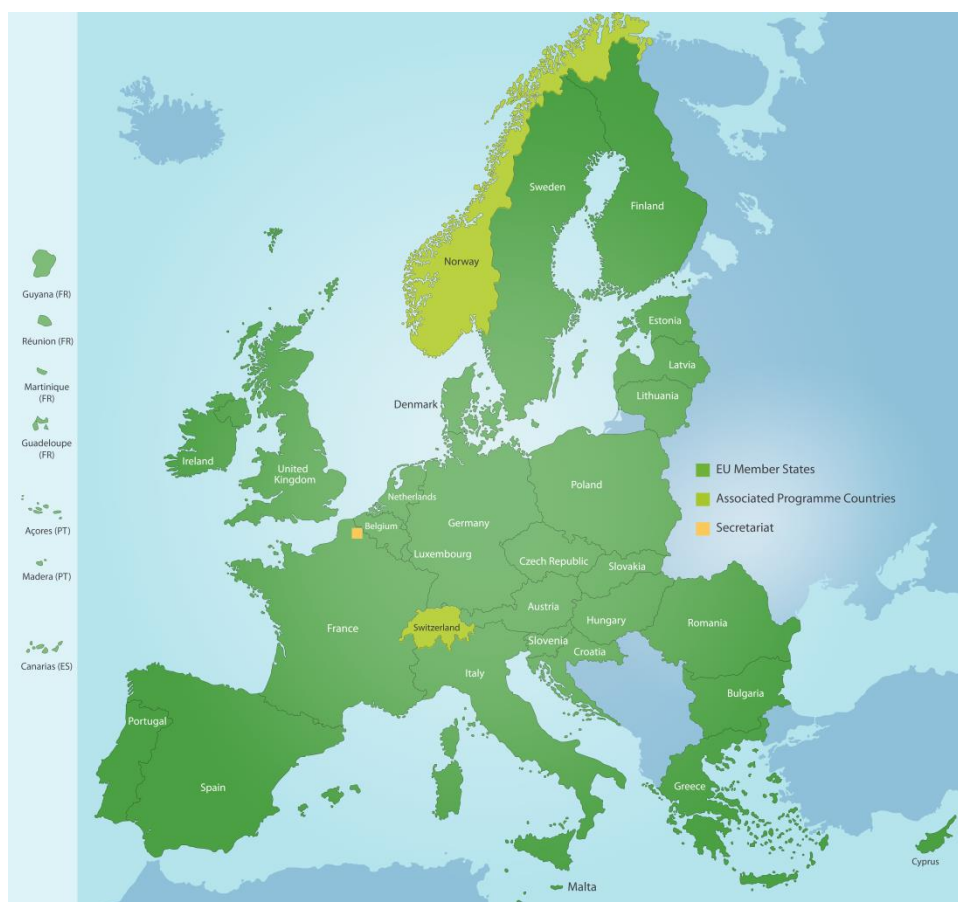 Guyana (FR)
Réunion (FR)
Martinique
(FR)
Guadeloupe
(FR)
Açores (PT)
Madera (PT)
Canarias (ES)
Sweden
Finland
Norway
Estonia
Latvia
Lithuania
Denmark
Ireland
United
Kingdom
Netherlands
Poland
Belgium
Germany
Luxembourg
Czech Republic
Slovakia
Austria
Hungary
France
Switzerland
Slovenia
Croatia
Romania
Italy
Bulgaria
Portugal
Spain
Greece
Cyprus
Malta
EU Member States
Associated Programme Countries
Secretariat